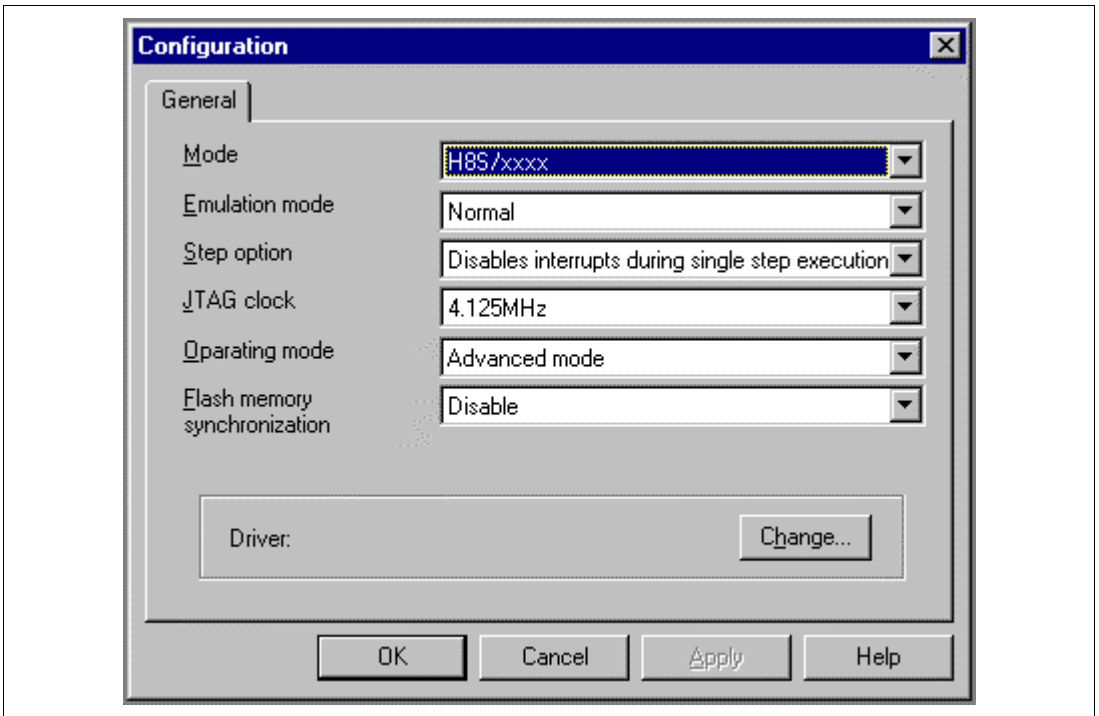 Configuration
General
Mode H8S/xxxx
Emulation mode Normal
Step option Disables interrupts during single step execution
JTAG clock 4.125MHz
Oparating mode Advanced mode
Flash memory
synchronization Disable
Driver: Change...
OK Cancel Apply Help